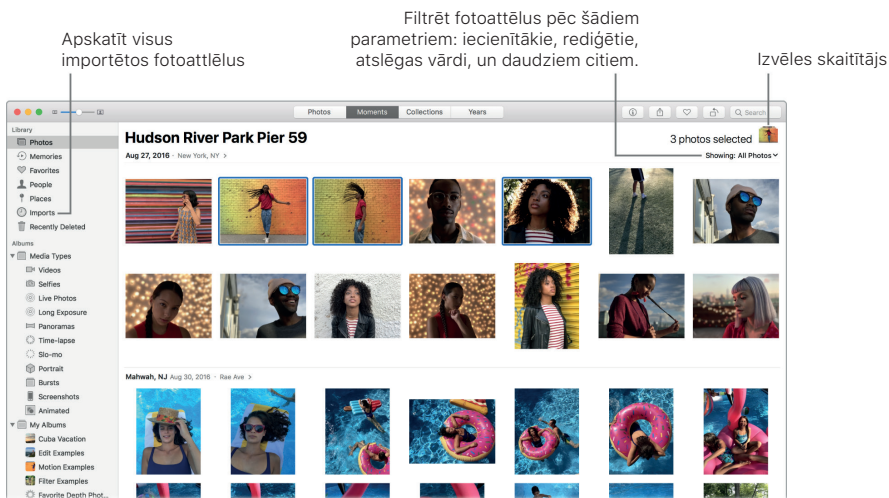 Filtrēt fotoattēlus pēc šādiem
parametriem: iecienītākie, rediģētie,
atslēgas vārdi, un daudziem citiem.
Apskatīt visus
importētos fotoattlēlus
Izvēles skaitītājs
Photos
Moments
Collections
Years
Search
Library
Photos
Memories
Favorites
People
Places
Imports
Recently Deleted
Albums
Media Types
Videos
Selfies
Live Photos
Long Exposure
Panoramas
Time-lapse
Slo-mo
Portrait
Bursts
Screenshots
Animated
My Albums
Cuba Vacation
Edit Examples
Motion Examples
Filter Examples
Favorite Depth Phot...
Hudson River Park Pier 59
3 photos selected
Aug 27, 2016 · New York, NY >
Showing: All Photos
Mahwah, NJ Aug 30, 2016 · Rae Ave >